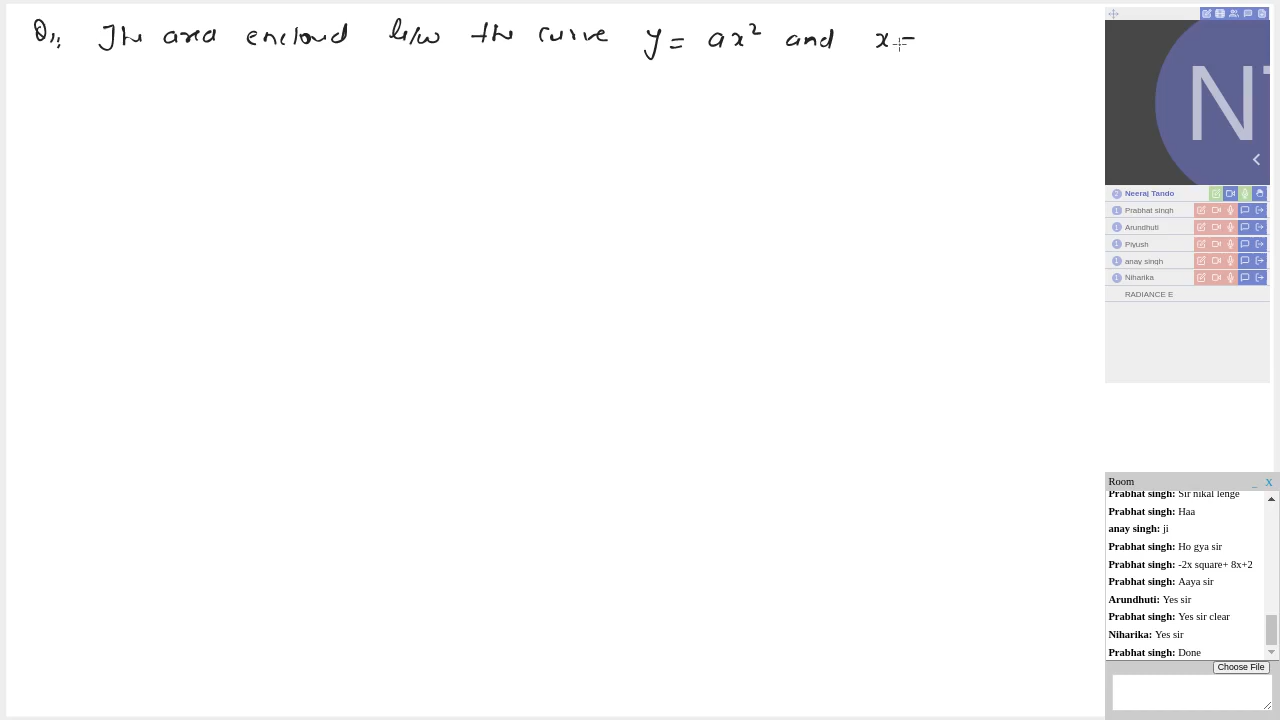 Q1: The area enclosed b/w the curve y = ax² and x =
NT
Neeraj Tando
Prabhat singh
Arundhuti
Piyush
anay singh
Niharika
RADIANCE E
Room
_ X
Prabhat singh: Sir nikal lenge
Prabhat singh: Haa
anay singh: ji
Prabhat singh: Ho gya sir
Prabhat singh: -2x square+ 8x+2
Prabhat singh: Aaya sir
Arundhuti: Yes sir
Prabhat singh: Yes sir clear
Niharika: Yes sir
Prabhat singh: Done
Choose File